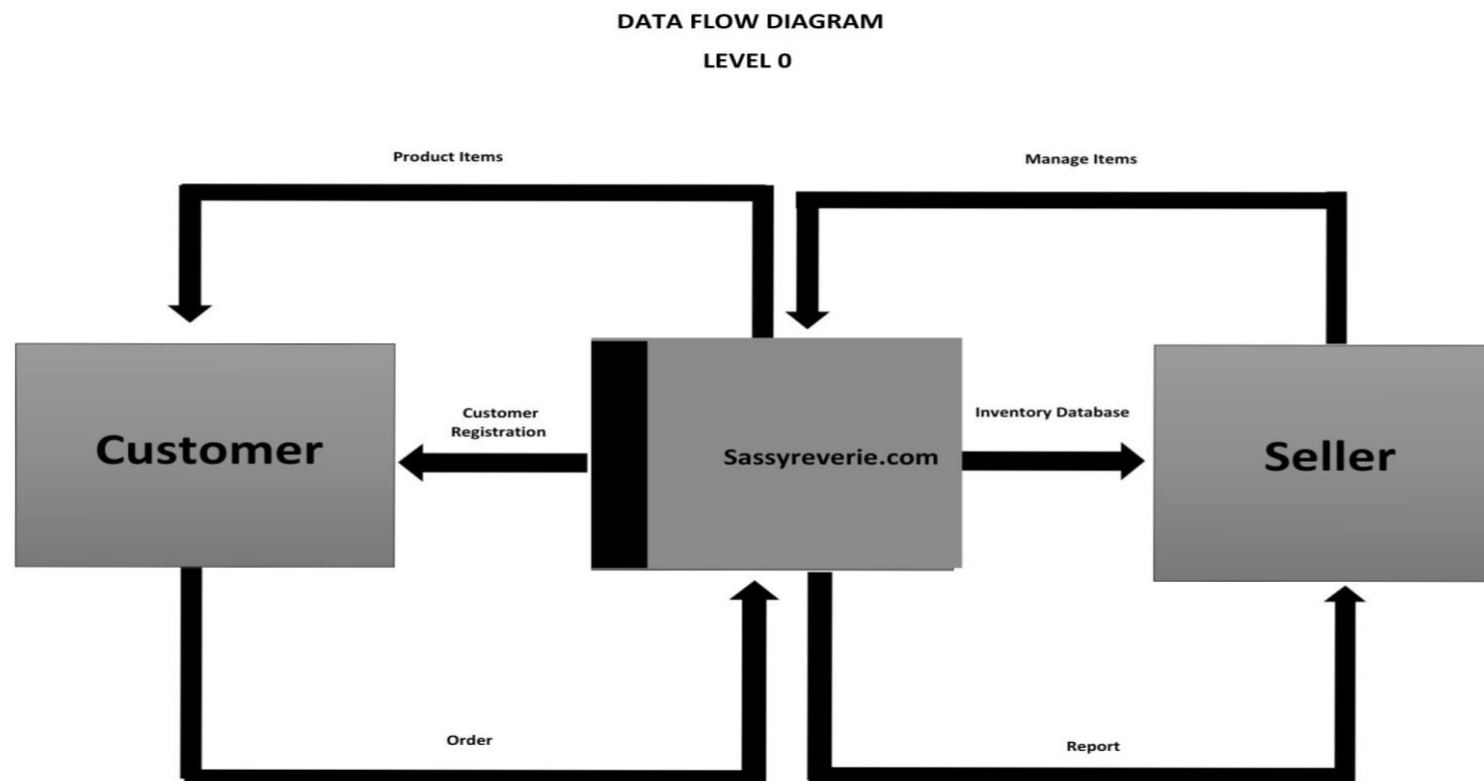 DATA FLOW DIAGRAM
LEVEL 0
Product Items
Manage Items
Customer
Customer
Registration
Sassyreverie.com
Inventory Database
Seller
Order
Report